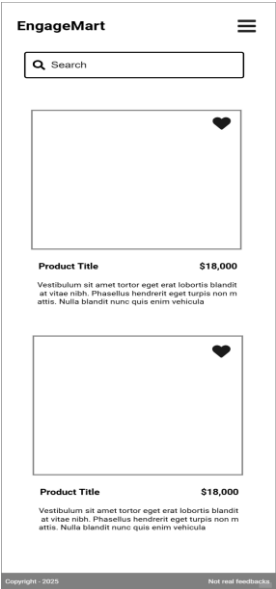 EngageMart
Search
Product Title $18,000
Vestibulum sit amet tortor eget erat lobortis blandit
at vitae nibh. Phasellus hendrerit eget turpis non m
attis. Nulla blandit nunc quis enim vehicula
Product Title $18,000
Vestibulum sit amet tortor eget erat lobortis blandit
at vitae nibh. Phasellus hendrerit eget turpis non m
attis. Nulla blandit nunc quis enim vehicula
Copyright - 2025 Not real feedbacks